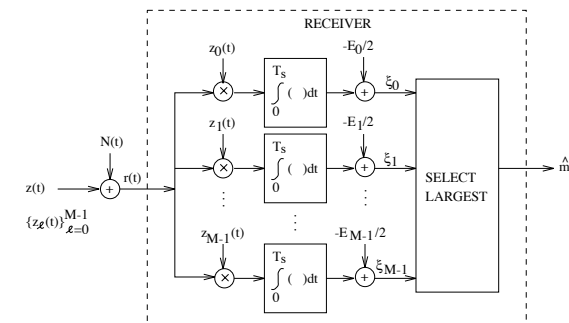 RECEIVER
z0(t)
-E0/2
Ts
∫ ( )dt
0
ξ0
×
+
N(t)
z1(t)
-E1/2
Ts
∫ ( )dt
0
ξ1
×
+
z(t)
+
r(t)
{zℓ(t)}M-1 ℓ=0
SELECT
LARGEST
m̂
zM-1(t)
-EM-1/2
Ts
∫ ( )dt
0
ξM-1
×
+